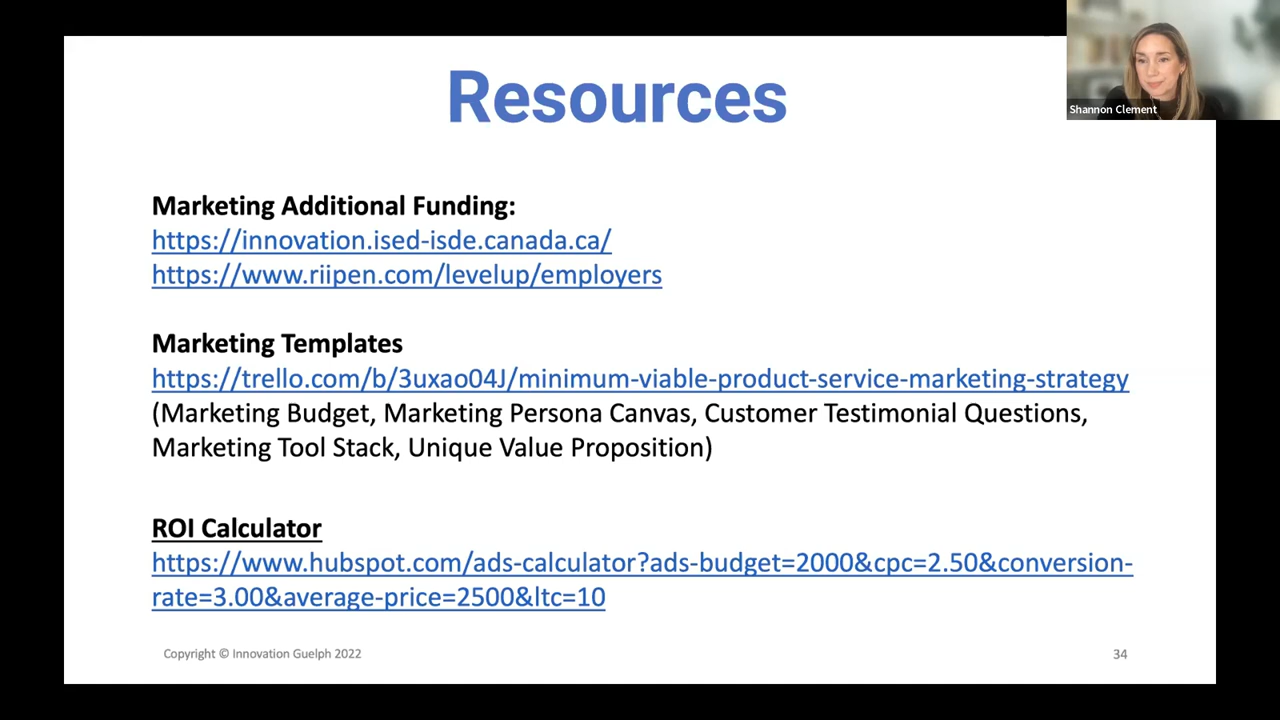 Resources
Shannon Clement
Marketing Additional Funding:
https://innovation.ised-isde.canada.ca/
https://www.riipen.com/levelup/employers
Marketing Templates
https://trello.com/b/3uxao04J/minimum-viable-product-service-marketing-strategy
(Marketing Budget, Marketing Persona Canvas, Customer Testimonial Questions,
Marketing Tool Stack, Unique Value Proposition)
ROI Calculator
https://www.hubspot.com/ads-calculator?ads-budget=2000&cpc=2.50&conversion-
rate=3.00&average-price=2500&ltc=10
Copyright © Innovation Guelph 2022
34